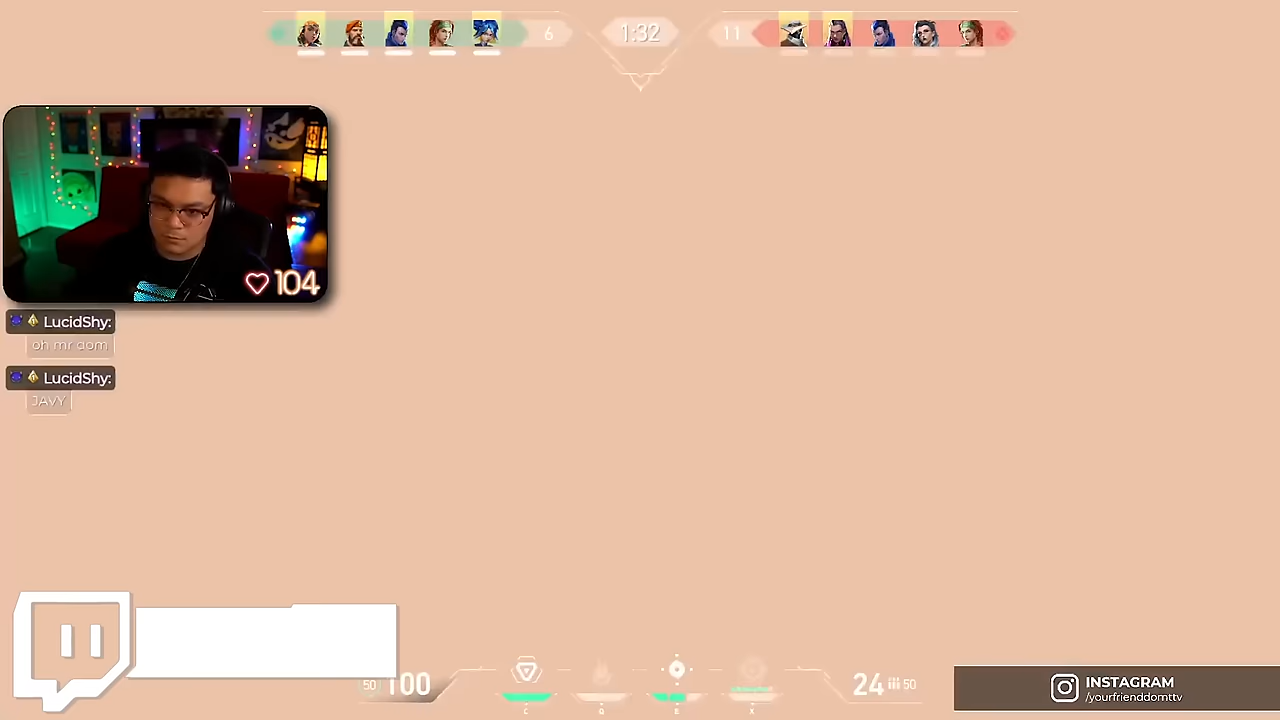 6
1:32
11
104
LucidShy:
oh mr dom
LucidShy:
JAVY
50
100
24
50
C
Q
E
X
INSTAGRAM
/yourfrienddomttv